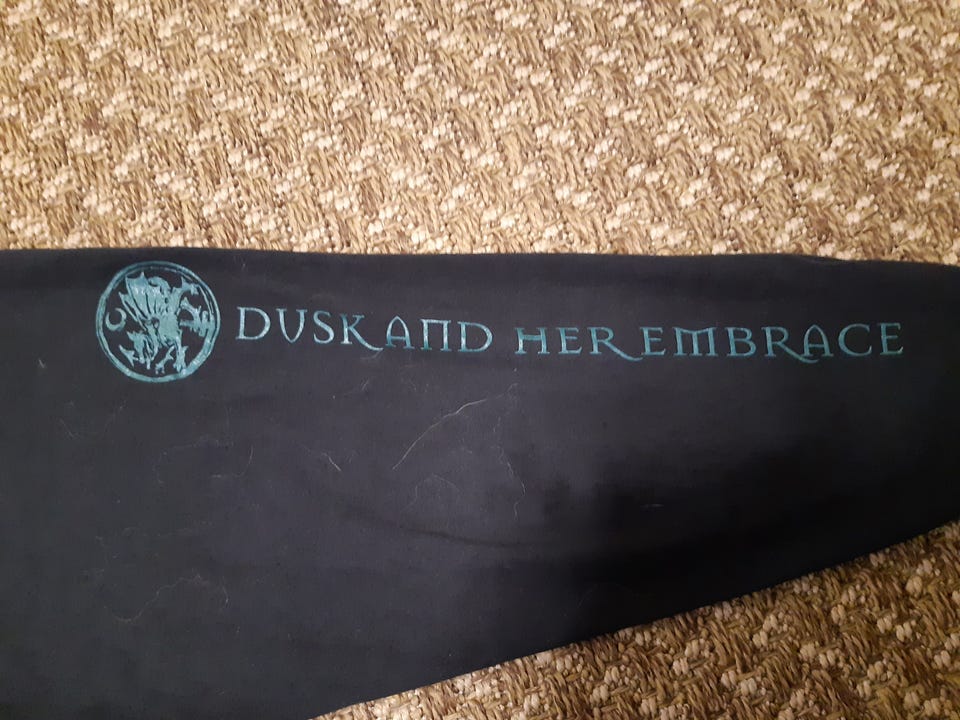 DUSK AND HER EMBRACE